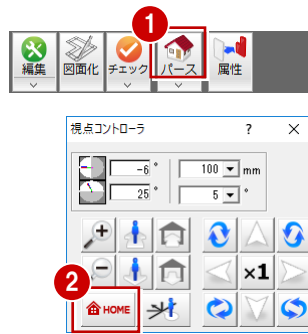 1
編集
図面化
チェック
パース
属性
視点コントローラ ? ×
-6 ° 100 mm
25 ° 5 °
×1
2
HOME